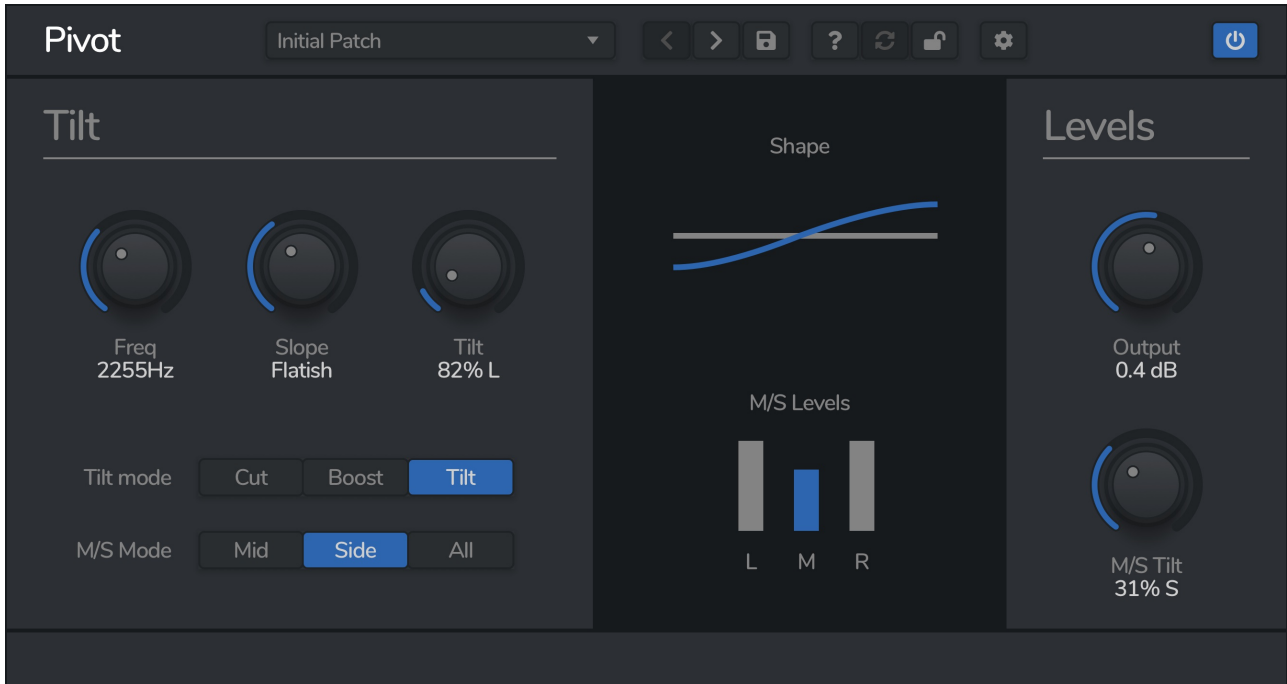 Pivot
Initial Patch
?
Tilt
Freq
2255Hz
Slope
Flatish
Tilt
82% L
Tilt mode
Cut
Boost
Tilt
M/S Mode
Mid
Side
All
Shape
M/S Levels
L
M
R
Levels
Output
0.4 dB
M/S Tilt
31% S